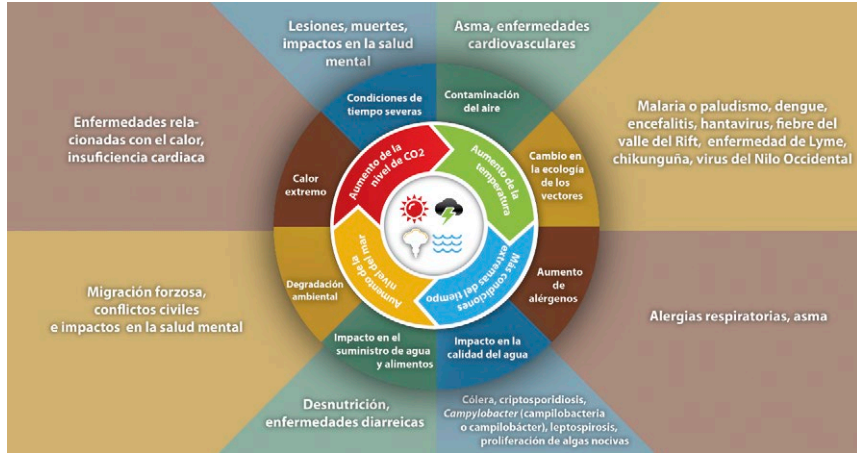 Lesiones, muertes,
impactos en la salud
mental
Asma, enfermedades
cardiovasculares
Condiciones de
tiempo severas
Contaminación
del aire
Enfermedades rela-
cionadas con el calor,
insuficiencia cardiaca
Malaria o paludismo, dengue,
encefalitis, hantavirus, fiebre del
valle del Rift, enfermedad de Lyme,
chikunguña, virus del Nilo Occidental
Calor
extremo
Aumento de la
nivel de CO2
Aumento de la
temperatura
Cambio en
la ecología
de los
vectores
Degradación
ambiental
Aumento de la
nivel del mar
Más condiciones
extremas del tiempo
Aumento
de
alérgenos
Migración forzosa,
conflictos civiles
e impactos en la salud mental
Alergias respiratorias, asma
Impacto en el
suministro de agua
y alimentos
Impacto en la
calidad del agua
Desnutrición,
enfermedades diarreicas
Cólera, criptosporidiosis,
Campylobacter (campilobacteria
o campilobácter), leptospirosis,
proliferación de algas nocivas